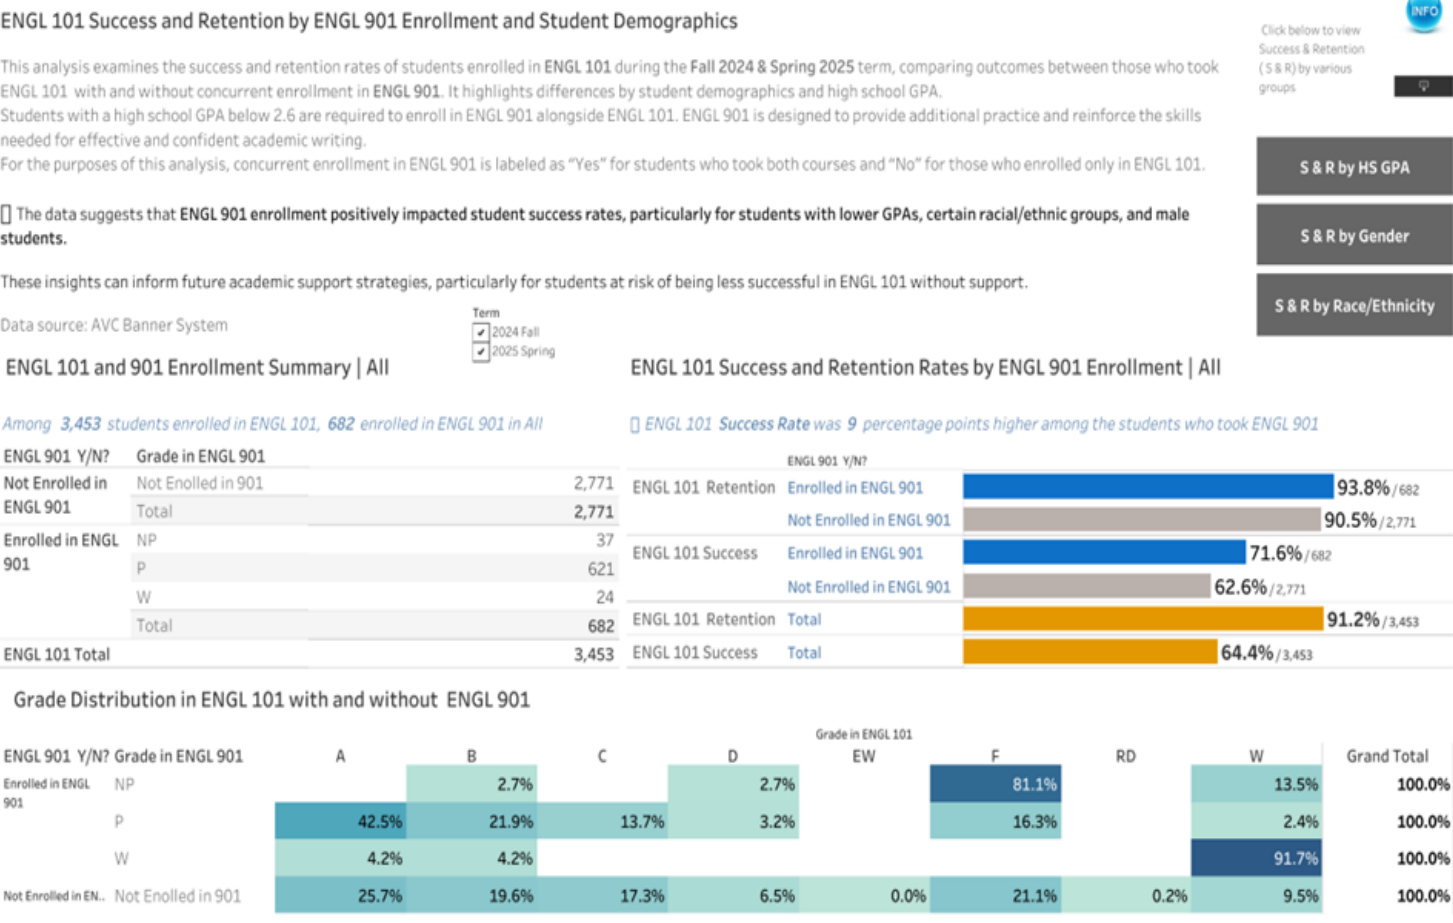 ENGL 101 Success and Retention by ENGL 901 Enrollment and Student Demographics
INFO
Click below to view
Success & Retention
( S & R) by various
groups
This analysis examines the success and retention rates of students enrolled in ENGL 101 during the Fall 2024 & Spring 2025 term, comparing outcomes between those who took
ENGL 101 with and without concurrent enrollment in ENGL 901. It highlights differences by student demographics and high school GPA.
Students with a high school GPA below 2.6 are required to enroll in ENGL 901 alongside ENGL 101. ENGL 901 is designed to provide additional practice and reinforce the skills
needed for effective and confident academic writing.
For the purposes of this analysis, concurrent enrollment in ENGL 901 is labeled as “Yes” for students who took both courses and “No” for those who enrolled only in ENGL 101.
The data suggests that ENGL 901 enrollment positively impacted student success rates, particularly for students with lower GPAs, certain racial/ethnic groups, and male
students.
These insights can inform future academic support strategies, particularly for students at risk of being less successful in ENGL 101 without support.
S & R by HS GPA
S & R by Gender
S & R by Race/Ethnicity
Data source: AVC Banner System
Term
2024 Fall
2025 Spring
ENGL 101 and 901 Enrollment Summary | All
Among 3,453 students enrolled in ENGL 101, 682 enrolled in ENGL 901 in All
ENGL 901 Y/N? Grade in ENGL 901
Not Enrolled in ENGL 901 Not Enolled in 901 2,771
Total 2,771
Enrolled in ENGL 901 NP 37
P 621
W 24
Total 682
ENGL 101 Total 3,453
ENGL 101 Success and Retention Rates by ENGL 901 Enrollment | All
ENGL 101 Success Rate was 9 percentage points higher among the students who took ENGL 901
ENGL 901 Y/N?
ENGL 101 Retention Enrolled in ENGL 901 93.8% / 682
Not Enrolled in ENGL 901 90.5% / 2,771
ENGL 101 Success Enrolled in ENGL 901 71.6% / 682
Not Enrolled in ENGL 901 62.6% / 2,771
ENGL 101 Retention Total 91.2% / 3,453
ENGL 101 Success Total 64.4% / 3,453
Grade Distribution in ENGL 101 with and without ENGL 901
Grade in ENGL 101
ENGL 901 Y/N? Grade in ENGL 901 A B C D EW F RD W Grand Total
Enrolled in ENGL 901 NP 2.7% 2.7% 81.1% 13.5% 100.0%
P 42.5% 21.9% 13.7% 3.2% 16.3% 2.4% 100.0%
W 4.2% 4.2% 91.7% 100.0%
Not Enrolled in EN.. Not Enolled in 901 25.7% 19.6% 17.3% 6.5% 0.0% 21.1% 0.2% 9.5% 100.0%